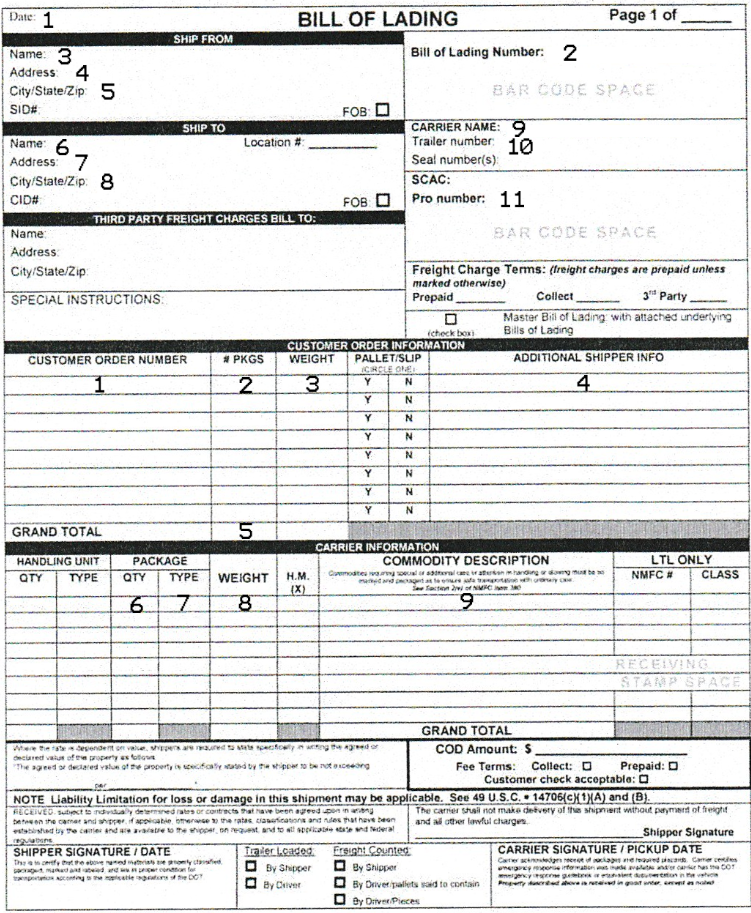 Date: 1
BILL OF LADING
Page 1 of ______
SHIP FROM
Name: 3
Address: 4
City/State/Zip: 5
SID#: FOB: ☐
Bill of Lading Number: 2
BAR CODE SPACE
SHIP TO
Name: 6 Location #: ________
Address: 7
City/State/Zip: 8
CID#: FOB: ☐
CARRIER NAME: 9
Trailer number: 10
Seal number(s):
SCAC:
Pro number: 11
BAR CODE SPACE
THIRD PARTY FREIGHT CHARGES BILL TO:
Name:
Address:
City/State/Zip:
SPECIAL INSTRUCTIONS:
Freight Charge Terms: (freight charges are prepaid unless
marked otherwise)
Prepaid ________ Collect ________ 3rd Party ______
☐ Master Bill of Lading: with attached underlying
(check box) Bills of Lading
CUSTOMER ORDER INFORMATION
CUSTOMER ORDER NUMBER # PKGS WEIGHT PALLET/SLIP ADDITIONAL SHIPPER INFO
(CIRCLE ONE)
1 2 3 Y N 4
Y N
Y N
Y N
Y N
Y N
Y N
Y N
GRAND TOTAL 5
CARRIER INFORMATION
HANDLING UNIT PACKAGE COMMODITY DESCRIPTION LTL ONLY
QTY TYPE QTY TYPE WEIGHT H.M. (X) NMFC # CLASS
Commodities requiring special or additional care or attention in handling or stowing must be so
marked and packaged as to ensure safe transportation with ordinary care.
See Section 2(e) of NMFC Item 360
6 7 8 9
RECEIVING
STAMP SPACE
GRAND TOTAL
Where the rate is dependent on value, shippers are required to state specifically in writing the agreed or
declared value of the property as follows:
"The agreed or declared value of the property is specifically stated by the shipper to be not exceeding
per
COD Amount: $ ____________________
Fee Terms: Collect: ☐ Prepaid: ☐
Customer check acceptable: ☐
NOTE Liability Limitation for loss or damage in this shipment may be applicable. See 49 U.S.C. • 14706(c)(1)(A) and (B).
RECEIVED, subject to individually determined rates or contracts that have been agreed upon in writing
between the carrier and shipper, if applicable, otherwise to the rates, classifications and rules that have been
established by the carrier and are available to the shipper, on request, and to all applicable state and federal
regulations.
The carrier shall not make delivery of this shipment without payment of freight
and all other lawful charges.
Shipper Signature
SHIPPER SIGNATURE / DATE
This is to certify that the above named materials are properly classified,
packaged, marked and labeled, and are in proper condition for
transportation according to the applicable regulations of the DOT
Trailer Loaded:
☐ By Shipper
☐ By Driver
Freight Counted:
☐ By Shipper
☐ By Driver/pallets said to contain
☐ By Driver/Pieces
CARRIER SIGNATURE / PICKUP DATE
Carrier acknowledges receipt of packages and required placards. Carrier certifies
emergency response information was made available and/or carrier has the DOT
emergency response guidebook or equivalent documentation in the vehicle.
Property described above is received in good order, except as noted